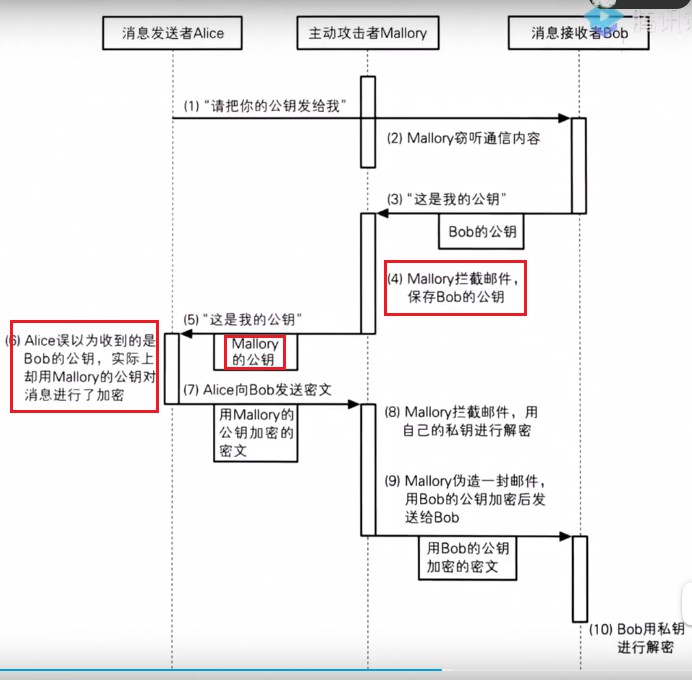 消息发送者Alice
主动攻击者Mallory
消息接收者Bob
(1) “请把你的公钥发给我”
(2) Mallory窃听通信内容
(3) “这是我的公钥”
Bob的公钥
(4) Mallory拦截邮件，
保存Bob的公钥
(5) “这是我的公钥”
Mallory
的公钥
(6) Alice误以为收到的是
Bob的公钥，实际上
却用Mallory的公钥对
消息进行了加密
(7) Alice向Bob发送密文
用Mallory的
公钥加密的
密文
(8) Mallory拦截邮件，用
自己的私钥进行解密
(9) Mallory伪造一封邮件，
用Bob的公钥加密后发
送给Bob
用Bob的公钥
加密的密文
(10) Bob用私钥
进行解密